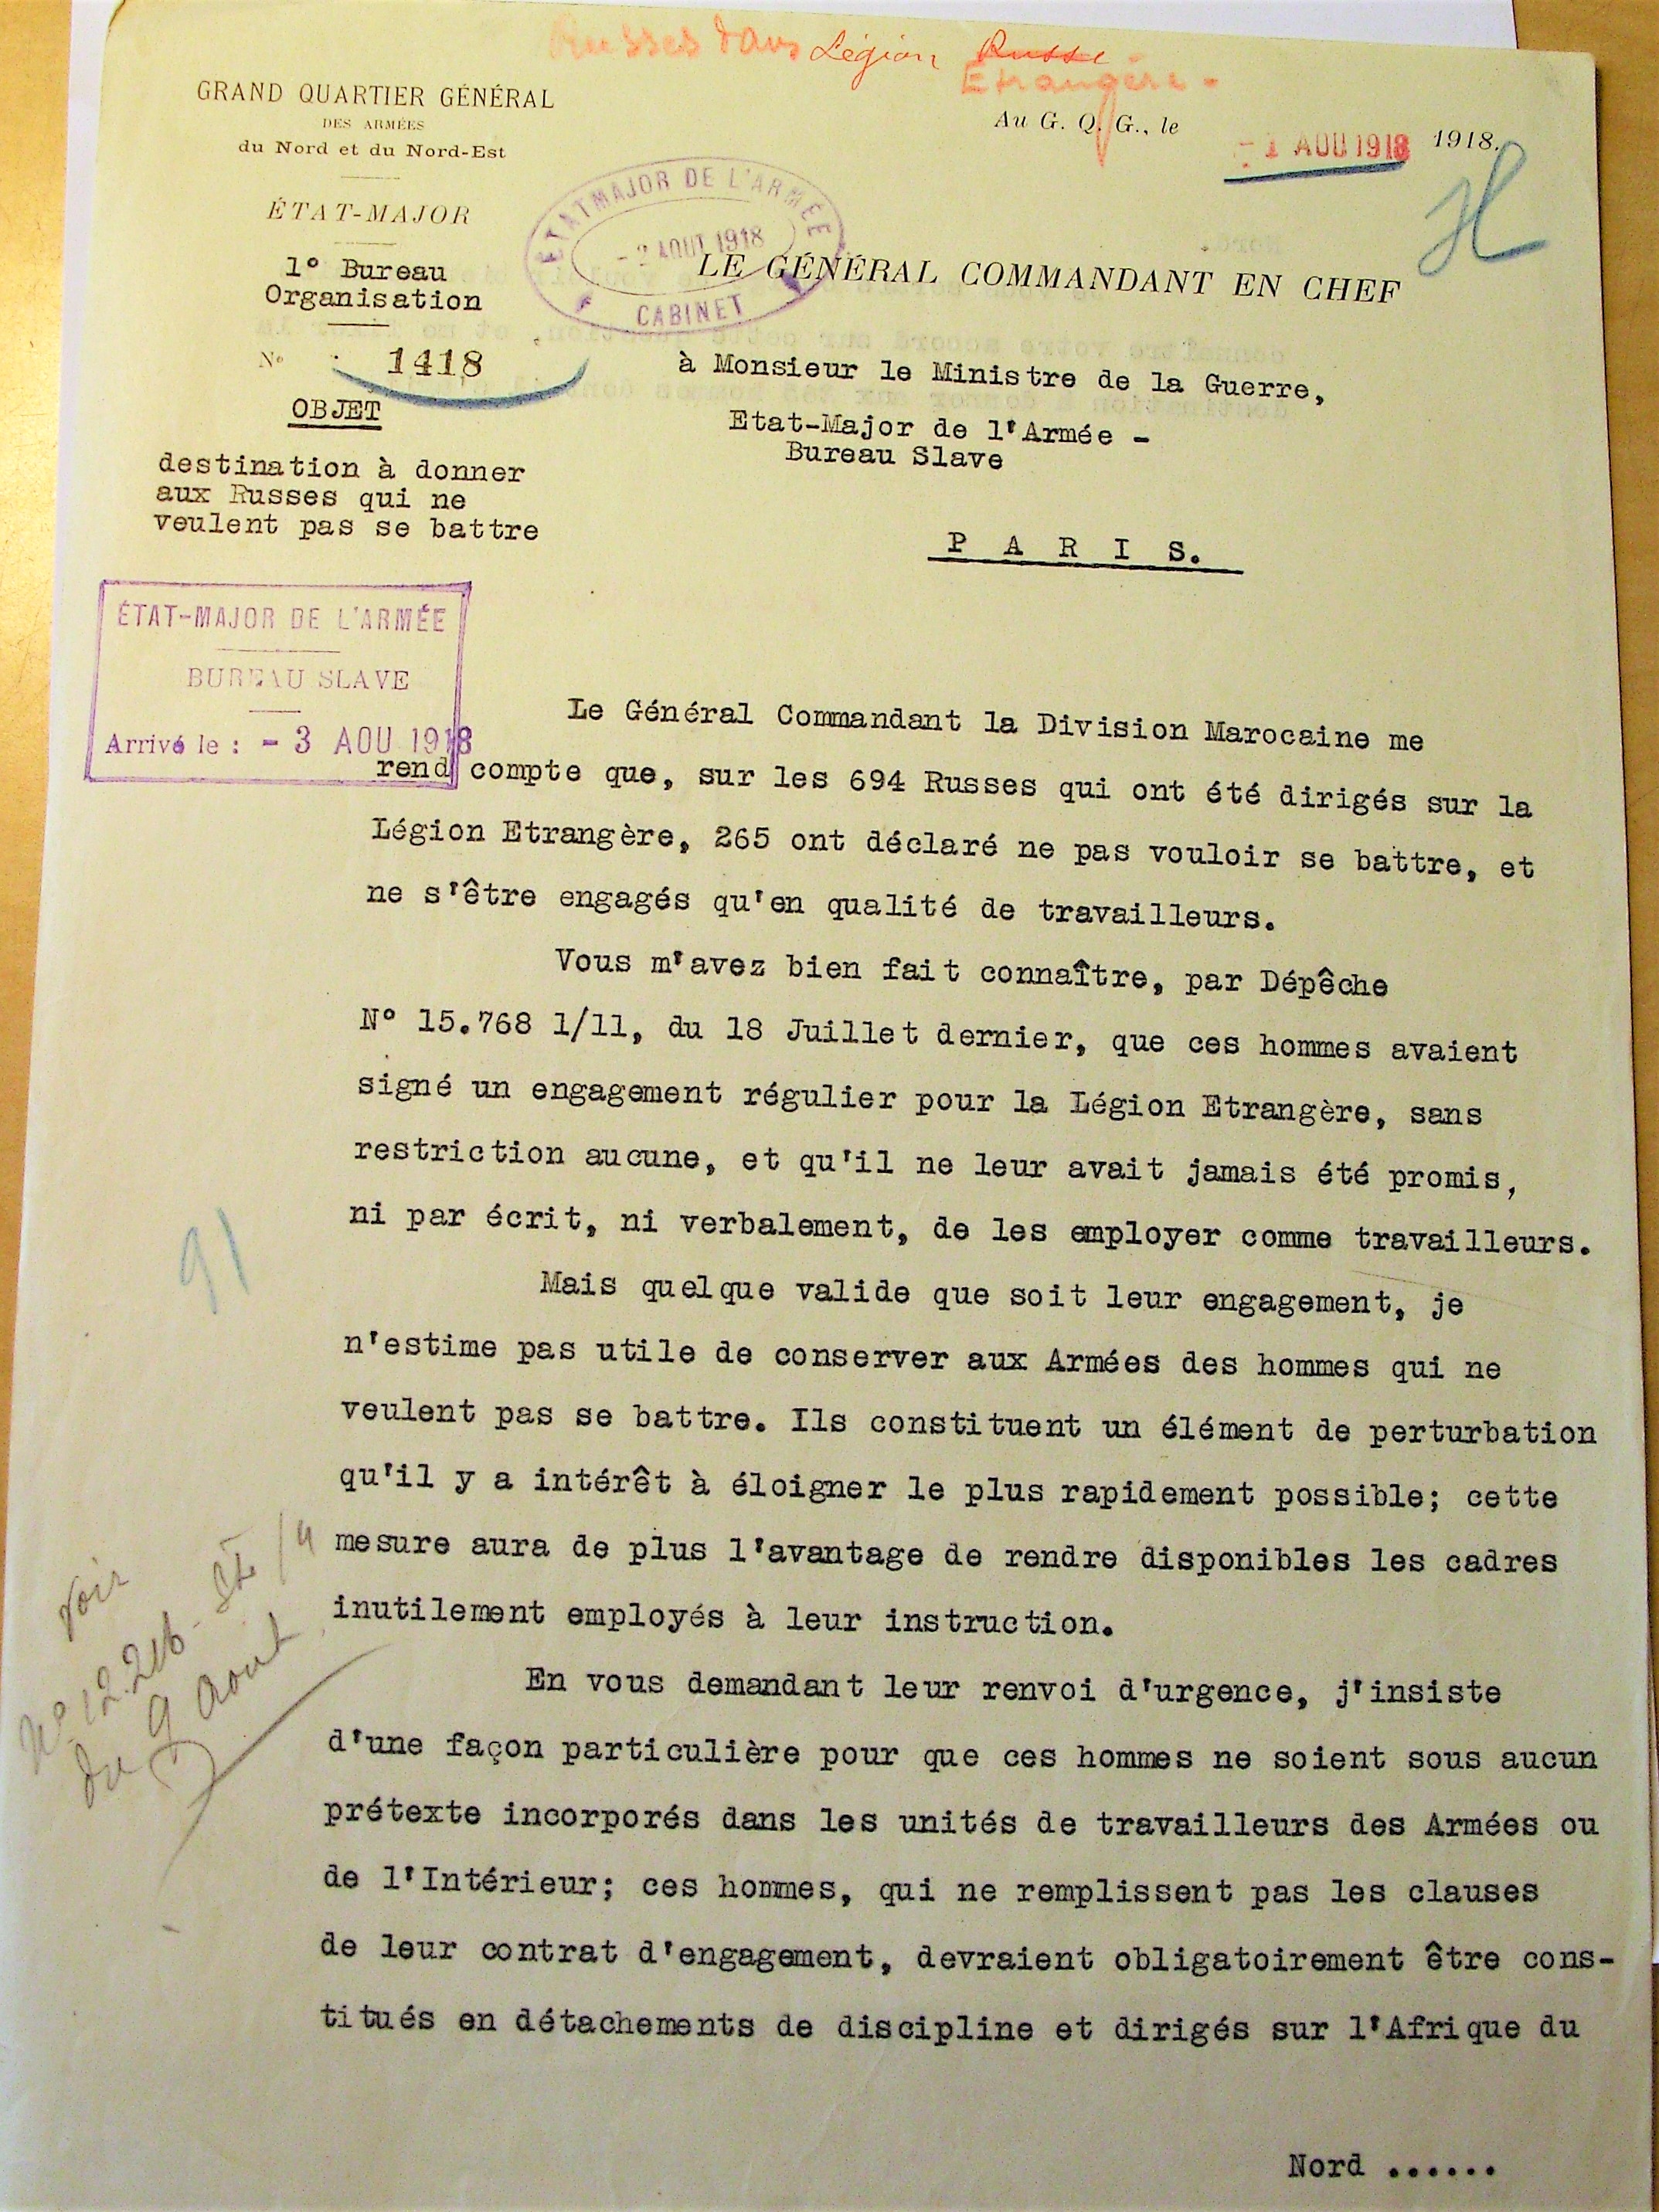 Russes dans Légion Russe
Etrangère -
GRAND QUARTIER GÉNÉRAL
DES ARMÉES
du Nord et du Nord-Est
ÉTAT-MAJOR
1° Bureau
Organisation
N° 1418
OBJET
destination à donner
aux Russes qui ne
veulent pas se battre
Au G. Q. G., le - 1 AOU 1918 1918.
H
ETAT MAJOR DE L'ARMÉE
- 2 AOUT 1918
CABINET
LE GÉNÉRAL COMMANDANT EN CHEF
à Monsieur le Ministre de la Guerre,
Etat-Major de l'Armée -
Bureau Slave
P A R I S.
ÉTAT-MAJOR DE L'ARMÉE
BUREAU SLAVE
Arrivé le : - 3 AOU 1918
Le Général Commandant la Division Marocaine me
rend compte que, sur les 694 Russes qui ont été dirigés sur la
Légion Etrangère, 265 ont déclaré ne pas vouloir se battre, et
ne s'être engagés qu'en qualité de travailleurs.
Vous m'avez bien fait connaître, par Dépêche
N° 15.768 1/11, du 18 Juillet dernier, que ces hommes avaient
signé un engagement régulier pour la Légion Etrangère, sans
restriction aucune, et qu'il ne leur avait jamais été promis,
ni par écrit, ni verbalement, de les employer comme travailleurs.
91
Mais quelque valide que soit leur engagement, je
n'estime pas utile de conserver aux Armées des hommes qui ne
veulent pas se battre. Ils constituent un élément de perturbation
qu'il y a intérêt à éloigner le plus rapidement possible; cette
mesure aura de plus l'avantage de rendre disponibles les cadres
inutilement employés à leur instruction.
voir
N° 12.216
du 9 Aout
En vous demandant leur renvoi d'urgence, j'insiste
d'une façon particulière pour que ces hommes ne soient sous aucun
prétexte incorporés dans les unités de travailleurs des Armées ou
de l'Intérieur; ces hommes, qui ne remplissent pas les clauses
de leur contrat d'engagement, devraient obligatoirement être cons-
titués en détachements de discipline et dirigés sur l'Afrique du
Nord ......